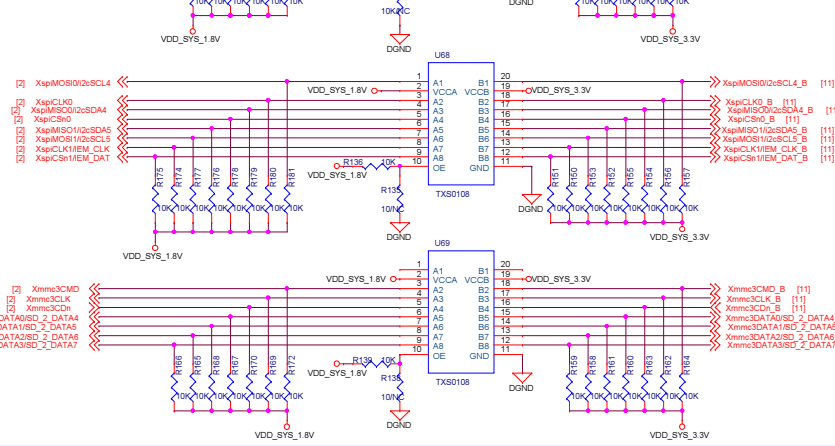 10K/NC
VDD_SYS_1.8V
DGND
DGND
VDD_SYS_3.3V
U68
[2] XspiMOSI0/i2cSCL4
[2] XspiCLK0
[2] XspiMISO0/i2cSDA4
[2] XspiCSn0
[2] XspiMISO1/i2cSDA5
[2] XspiMOSI1/i2cSCL5
[2] XspiCLK1/IEM_CLK
[2] XspiCSn1/IEM_DAT
VDD_SYS_1.8V
1 A1 B1 20
2 VCCA VCCB 19
3 A2 B2 18
4 A3 B3 17
5 A4 B4 16
6 A5 B5 15
7 A6 B6 14
8 A7 B7 13
9 A8 B8 12
10 OE GND 11
TXS0108
VDD_SYS_3.3V
XspiMOSI0/i2cSCL4_B [11]
XspiCLK0_B [11]
XspiMISO0/i2cSDA4_B [11]
XspiCSn0_B [11]
XspiMISO1/i2cSDA5_B [11]
XspiMOSI1/i2cSCL5_B [11]
XspiCLK1/IEM_CLK_B [11]
XspiCSn1/IEM_DAT_B [11]
R136 10K
VDD_SYS_1.8V
10/NC
DGND
DGND
R175 R174 R177 R176 R178 R179 R180 R181
10K 10K 10K 10K 10K 10K 10K 10K
VDD_SYS_1.8V
R151 R150 R153 R152 R155 R154 R156 R157
10K 10K 10K 10K 10K 10K 10K 10K
VDD_SYS_3.3V
U69
[2] Xmmc3CMD
[2] Xmmc3CLK
[2] Xmmc3CDn
DATA0/SD_2_DATA4
DATA1/SD_2_DATA5
DATA2/SD_2_DATA6
DATA3/SD_2_DATA7
VDD_SYS_1.8V
1 A1 B1 20
2 VCCA VCCB 19
3 A2 B2 18
4 A3 B3 17
5 A4 B4 16
6 A5 B5 15
7 A6 B6 14
8 A7 B7 13
9 A8 B8 12
10 OE GND 11
TXS0108
VDD_SYS_3.3V
Xmmc3CMD_B [11]
Xmmc3CLK_B [11]
Xmmc3CDn_B [11]
Xmmc3DATA0/SD_2_DATA4
Xmmc3DATA1/SD_2_DATA5
Xmmc3DATA2/SD_2_DATA6
Xmmc3DATA3/SD_2_DATA7
R139 10K
VDD_SYS_1.8V
R138
10/NC
DGND
DGND
R166 R165 R168 R167 R170 R169 R172
10K 10K 10K 10K 10K 10K 10K
VDD_SYS_1.8V
R159 R158 R161 R160 R163 R162 R164
10K 10K 10K 10K 10K 10K 10K
VDD_SYS_3.3V